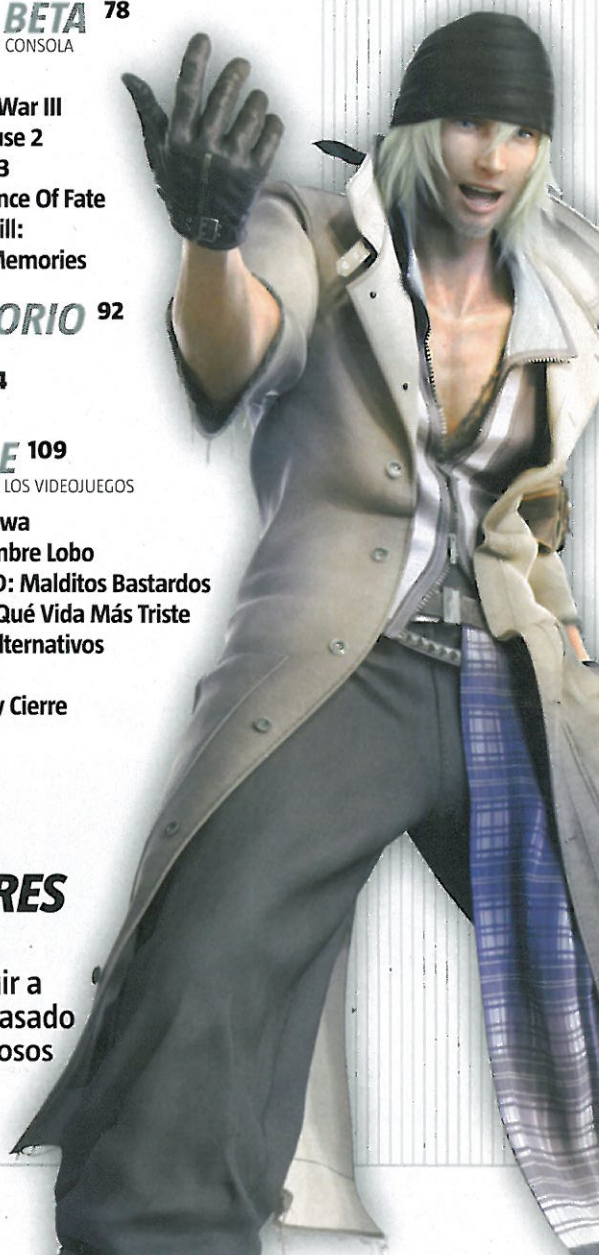 BETA 78
CONSOLA
War III
use 2
3
nce Of Fate
ill:
Memories
ORIO 92
4
E 109
LOS VIDEOJUEGOS
wa
mbre Lobo
D: Malditos Bastardos
Qué Vida Más Triste
lternativos
y Cierre
RES
ir a
asado
osos